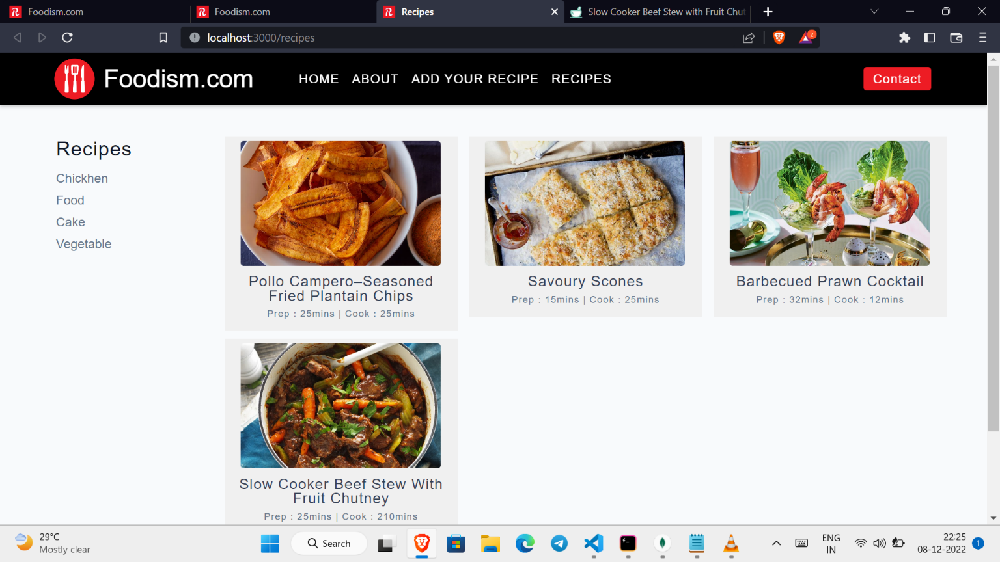 Foodism.com
Foodism.com
Recipes
Slow Cooker Beef Stew with Fruit Chut
localhost:3000/recipes
2
Foodism.com
HOME
ABOUT
ADD YOUR RECIPE
RECIPES
Contact
Recipes
Chickhen
Food
Cake
Vegetable
Pollo Campero–Seasoned
Fried Plantain Chips
Prep : 25mins | Cook : 25mins
Savoury Scones
Prep : 15mins | Cook : 25mins
Barbecued Prawn Cocktail
Prep : 32mins | Cook : 12mins
Slow Cooker Beef Stew With
Fruit Chutney
Prep : 25mins | Cook : 210mins
29°C
Mostly clear
Search
ENG
IN
22:25
08-12-2022
1